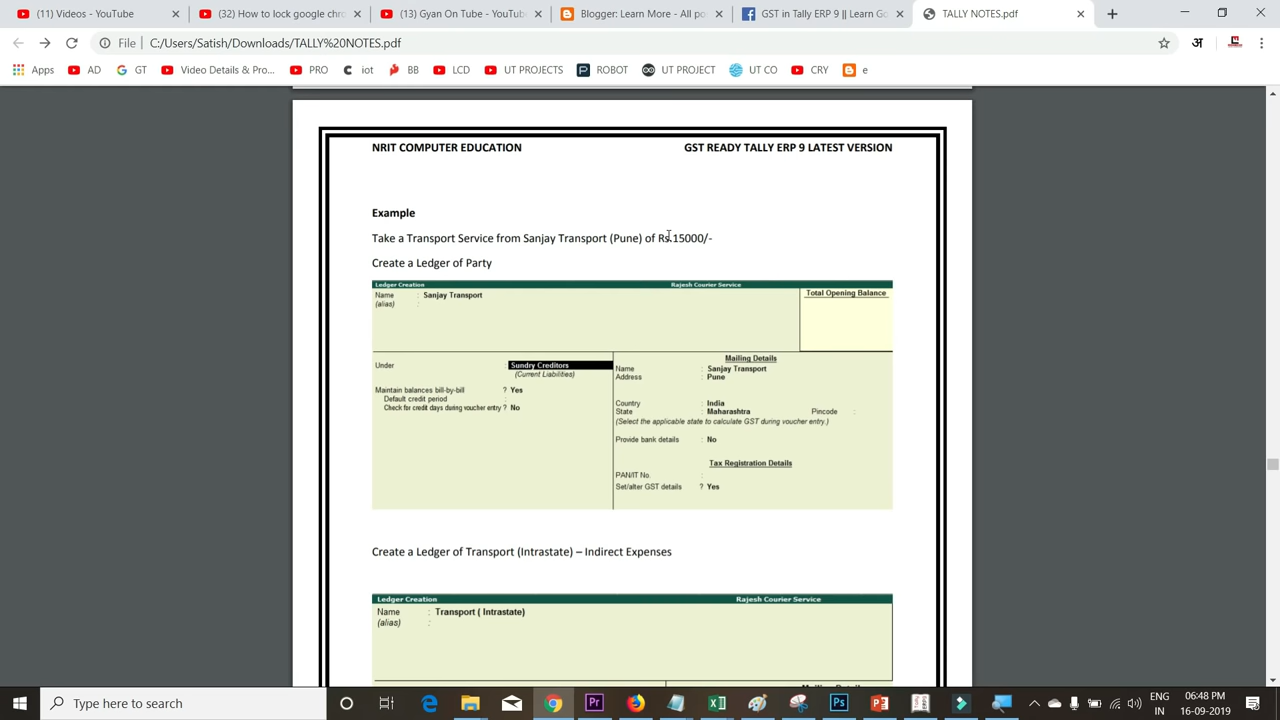 (11) Videos - YouTube
(32) How to lock google chr
(13) Gyan On Tube - YouTub
Blogger: Learn - All po
GST in Tally ERP 9 || Learn Go
TALLY NOTES.pdf
File | C:/Users/Satish/Downloads/TALLY%20NOTES.pdf
अ
Apps AD GT Video Details & Pro... PRO iot BB LCD UT PROJECTS ROBOT UT PROJECT UT CO CRY e
NRIT COMPUTER EDUCATION GST READY TALLY ERP 9 LATEST VERSION
Example
Take a Transport Service from Sanjay Transport (Pune) of Rs.15000/-
Create a Ledger of Party
Ledger Creation Rajesh Courier Service
Name : Sanjay Transport
(alias) :
Total Opening Balance
Under Sundry Creditors
(Current Liabilities)
Maintain balances bill-by-bill ? Yes
Default credit period :
Check for credit days during voucher entry ? No
Mailing Details
Name : Sanjay Transport
Address : Pune
Country : India
State : Maharashtra Pincode :
(Select the applicable state to calculate GST during voucher entry.)
Provide bank details : No
Tax Registration Details
PAN/IT No. :
Set/alter GST details ? Yes
Create a Ledger of Transport (Intrastate) – Indirect Expenses
Ledger Creation Rajesh Courier Service
Name : Transport ( Intrastate)
(alias) :
Type here to search
ENG
IN
06:48 PM
16-09-2019